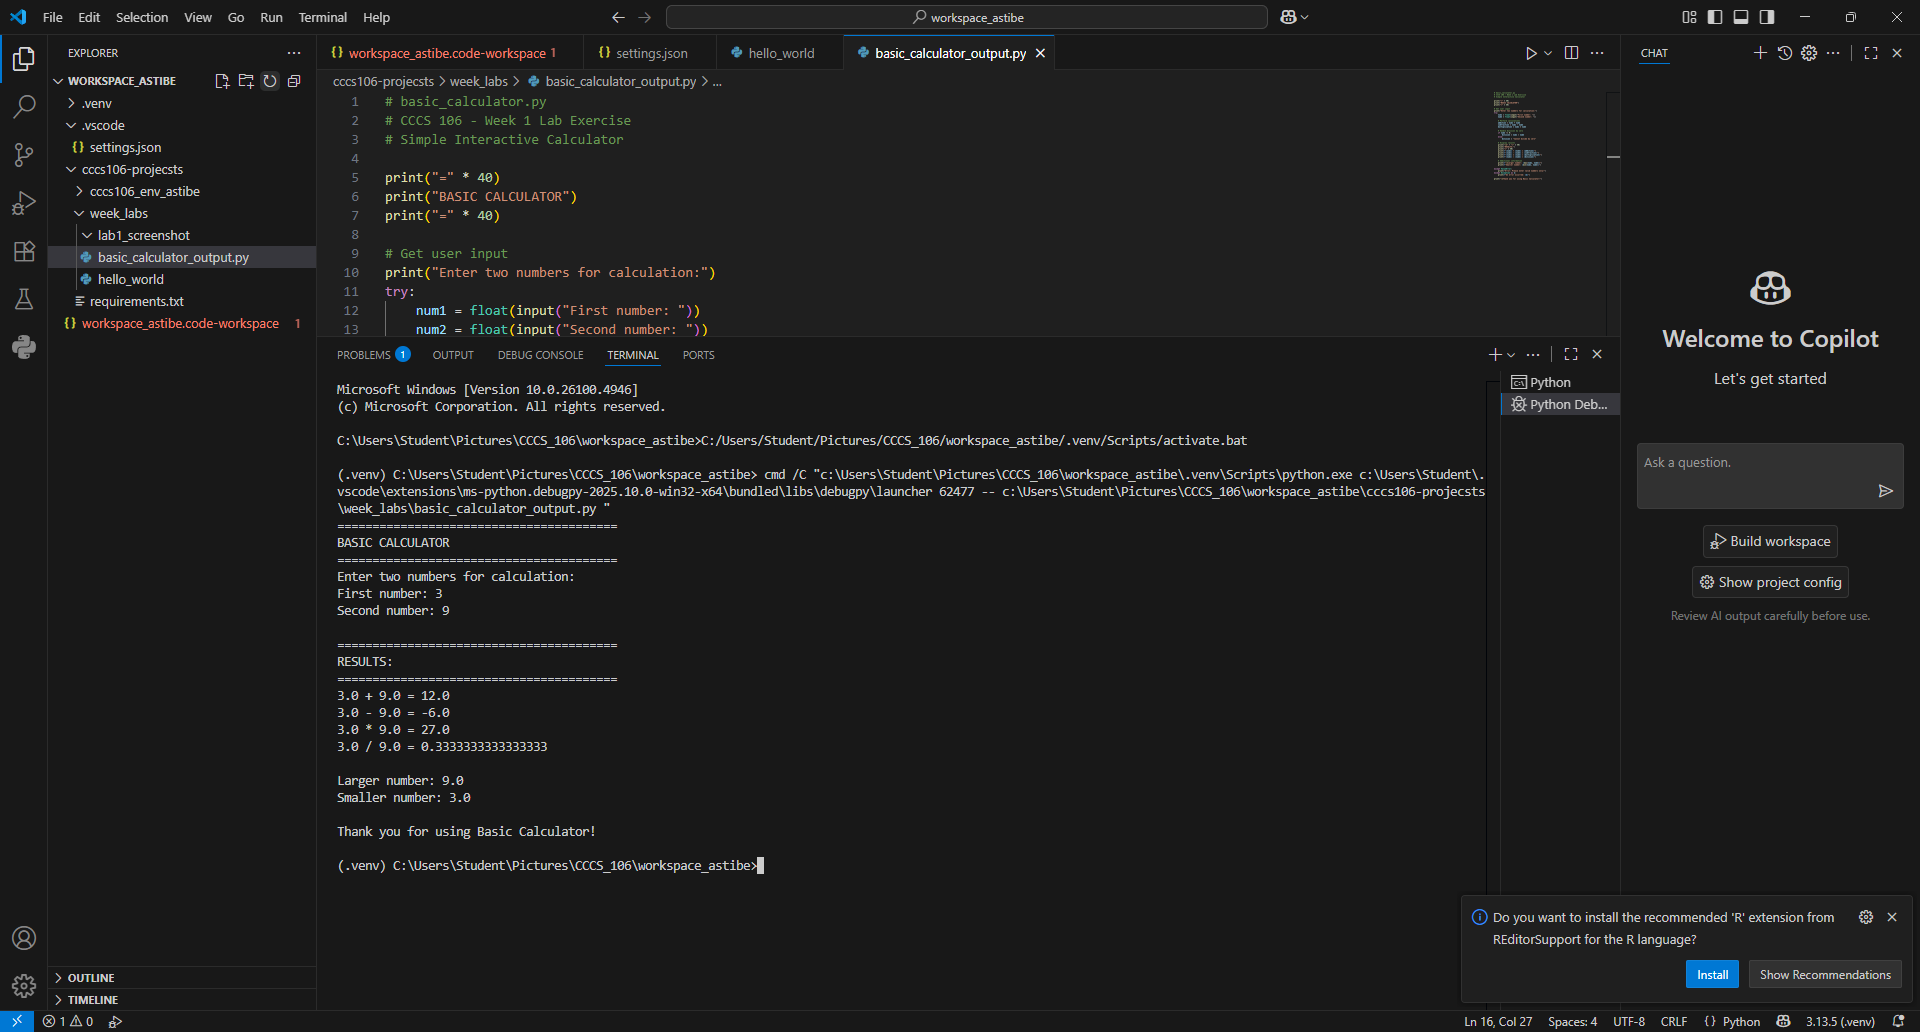 File Edit Selection View Go Run Terminal Help
workspace_astibe
EXPLORER
WORKSPACE_ASTIBE
.venv
.vscode
{} settings.json
cccs106-projecsts
cccs106_env_astibe
week_labs
lab1_screenshot
basic_calculator_output.py
hello_world
requirements.txt
{} workspace_astibe.code-workspace 1
OUTLINE
TIMELINE
{} workspace_astibe.code-workspace 1
{} settings.json
hello_world
basic_calculator_output.py
cccs106-projecsts > week_labs > basic_calculator_output.py > ...
1 # basic_calculator.py
2 # CCCS 106 - Week 1 Lab Exercise
3 # Simple Interactive Calculator
4
5 print("=" * 40)
6 print("BASIC CALCULATOR")
7 print("=" * 40)
8
9 # Get user input
10 print("Enter two numbers for calculation:")
11 try:
12 num1 = float(input("First number: "))
13 num2 = float(input("Second number: "))
PROBLEMS 1 OUTPUT DEBUG CONSOLE TERMINAL PORTS
Microsoft Windows [Version 10.0.26100.4946]
(c) Microsoft Corporation. All rights reserved.
C:\Users\Student\Pictures\CCCS_106\workspace_astibe>C:/Users/Student/Pictures/CCCS_106/workspace_astibe/.venv/Scripts/activate.bat
(.venv) C:\Users\Student\Pictures\CCCS_106\workspace_astibe> cmd /C "c:\Users\Student\Pictures\CCCS_106\workspace_astibe\.venv\Scripts\python.exe c:\Users\Student\.
vscode\extensions\ms-python.debugpy-2025.10.0-win32-x64\bundled\libs\debugpy\launcher 62477 -- c:\Users\Student\Pictures\CCCS_106\workspace_astibe\cccs106-projecsts
\week_labs\basic_calculator_output.py "
========================================
BASIC CALCULATOR
========================================
Enter two numbers for calculation:
First number: 3
Second number: 9
========================================
RESULTS:
========================================
3.0 + 9.0 = 12.0
3.0 - 9.0 = -6.0
3.0 * 9.0 = 27.0
3.0 / 9.0 = 0.3333333333333333
Larger number: 9.0
Smaller number: 3.0
Thank you for using Basic Calculator!
(.venv) C:\Users\Student\Pictures\CCCS_106\workspace_astibe>
Python
Python Deb...
CHAT
Welcome to Copilot
Let's get started
Ask a question.
Build workspace
Show project config
Review AI output carefully before use.
Do you want to install the recommended 'R' extension from
REditorSupport for the R language?
Install
Show Recommendations
1 0
Ln 16, Col 27 Spaces: 4 UTF-8 CRLF {} Python 3.13.5 (.venv)